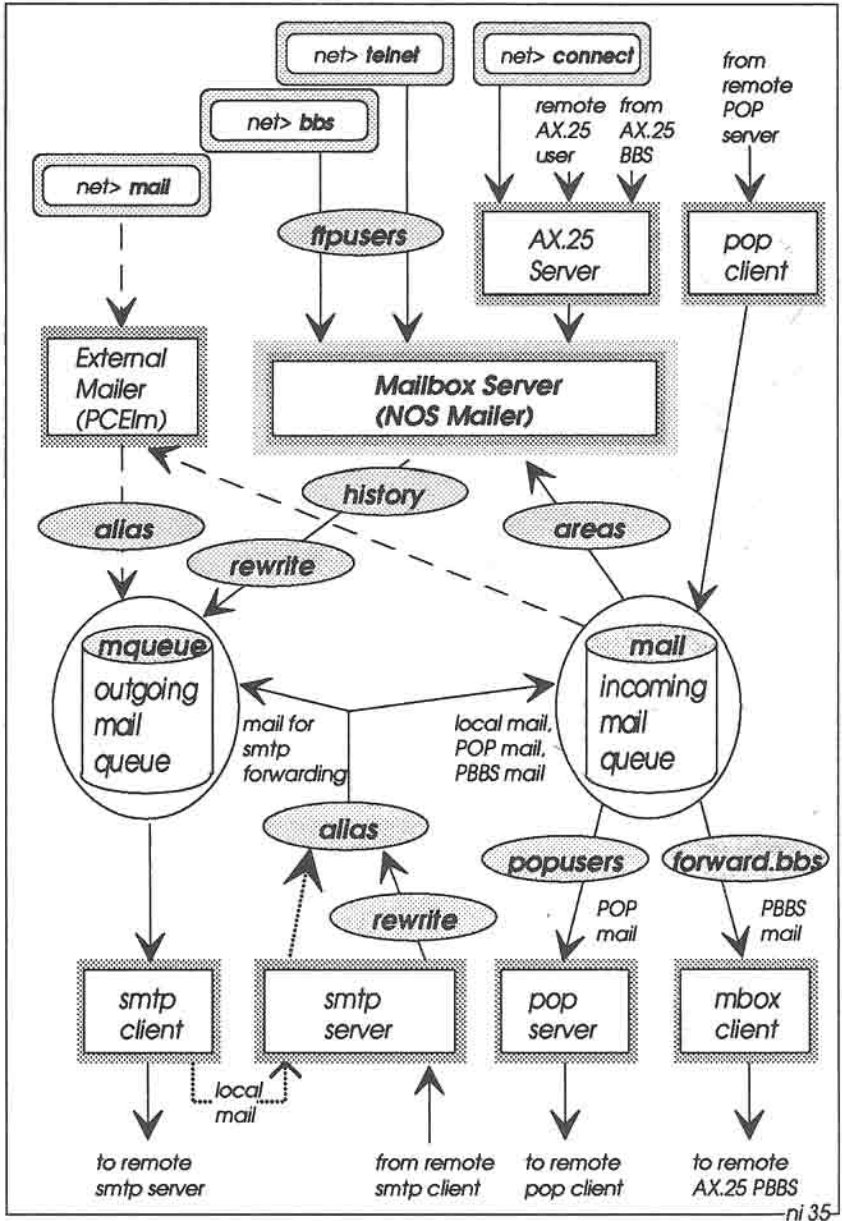 net> telnet
net> connect
net> bbs
net> mail
remote
AX.25
user
from
AX.25
BBS
from
remote
POP
server
ftpusers
AX.25
Server
pop
client
External
Mailer
(PCElm)
Mailbox Server
(NOS Mailer)
history
alias
areas
rewrite
mqueue
outgoing
mail
queue
mail
incoming
mail
queue
mail for
smtp
forwarding
local mail,
POP mail,
PBBS mail
alias
popusers
forward.bbs
rewrite
POP
mail
PBBS
mail
smtp
client
smtp
server
pop
server
mbox
client
local
mail
to remote
smtp server
from remote
smtp client
to remote
pop client
to remote
AX.25 PBBS
ni 35